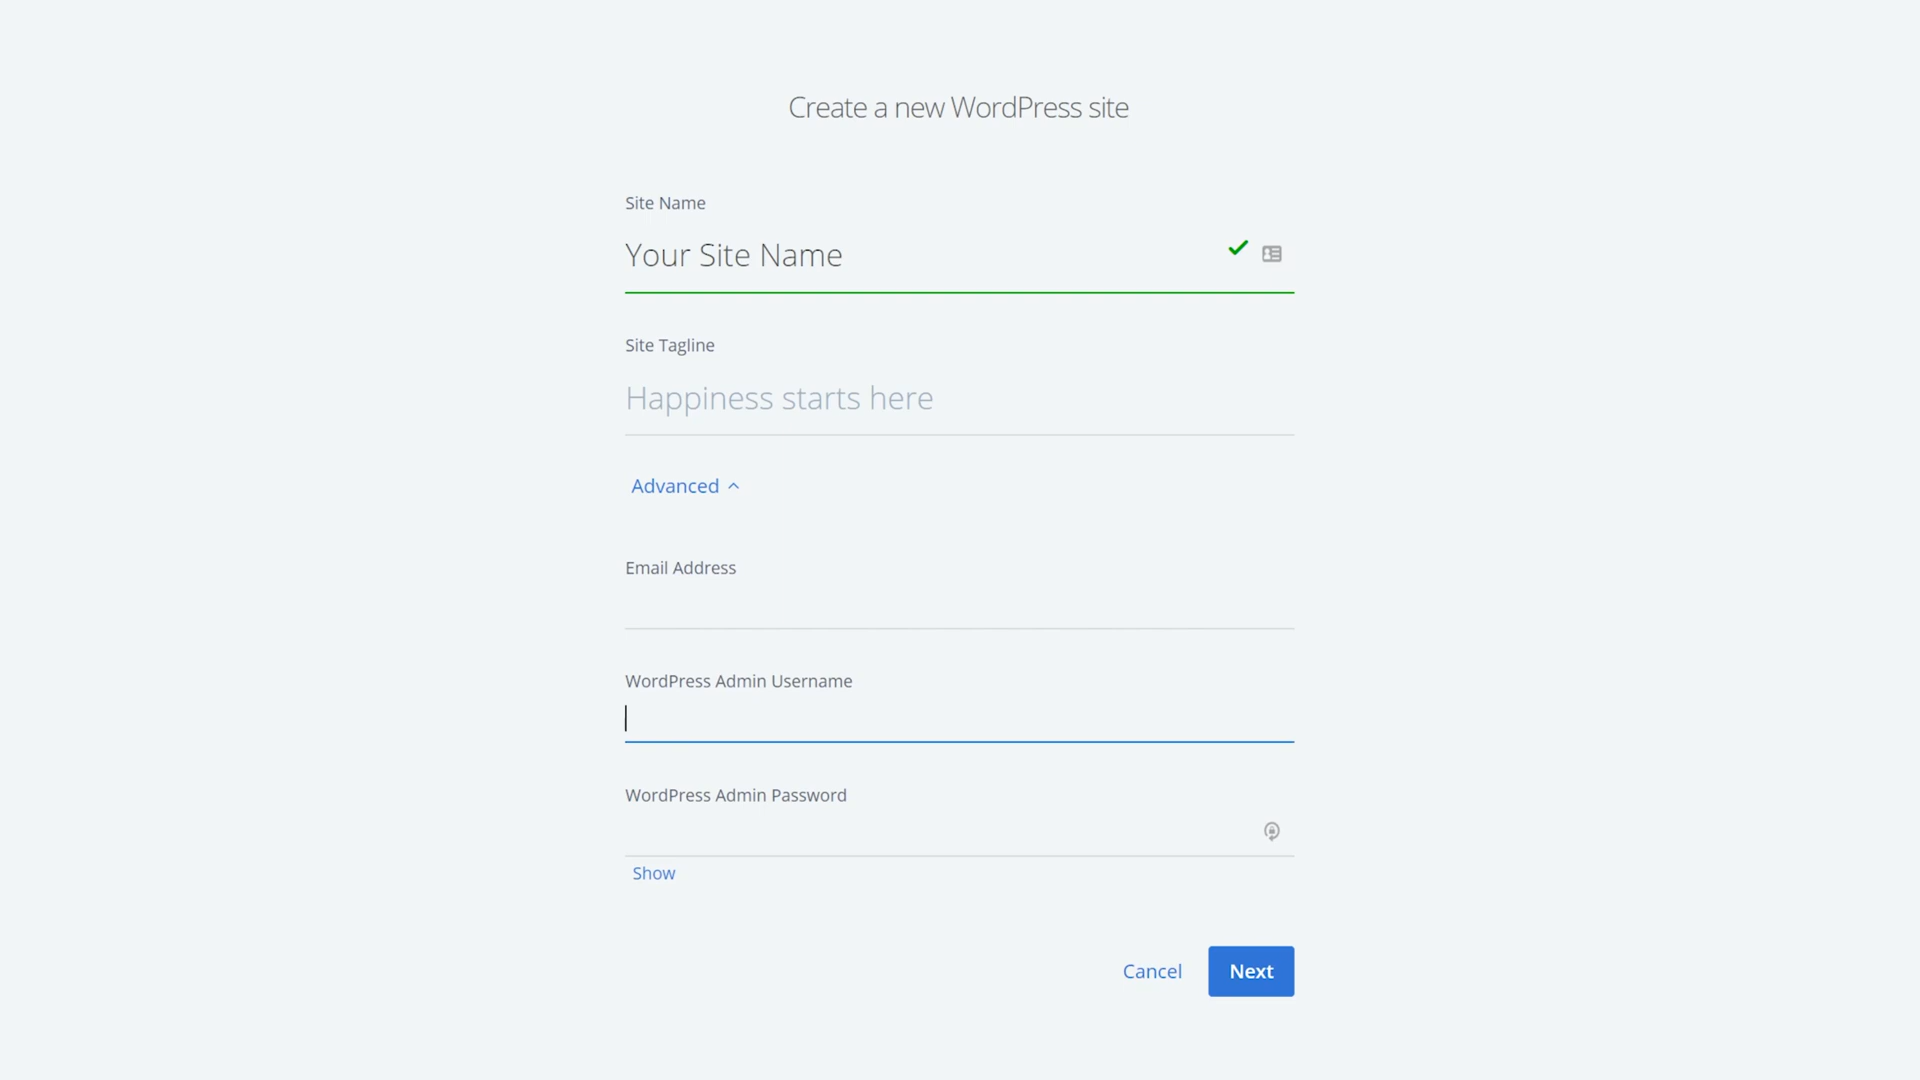 Create a new WordPress site
Site Name
Your Site Name
Site Tagline
Happiness starts here
Advanced
Email Address
WordPress Admin Username
WordPress Admin Password
Show
Cancel Next